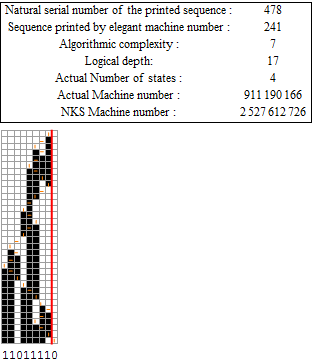 Natural serial number of the printed sequence : 478
Sequence printed by elegant machine number : 241
Algorithmic complexity : 7
Logical depth: 17
Actual Number of states : 4
Actual Machine number : 911 190 166
NKS Machine number : 2 527 612 726
11011110